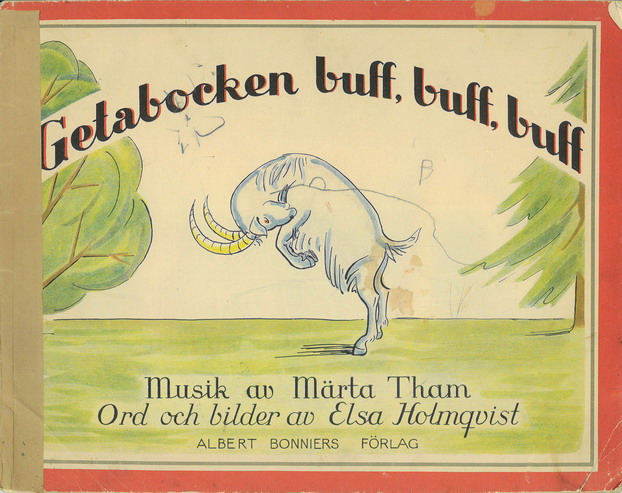 Getabocken buff, buff, buff
B
Musik av Märta Tham
Ord och bilder av Elsa Holmqvist
ALBERT BONNIERS FÖRLAG